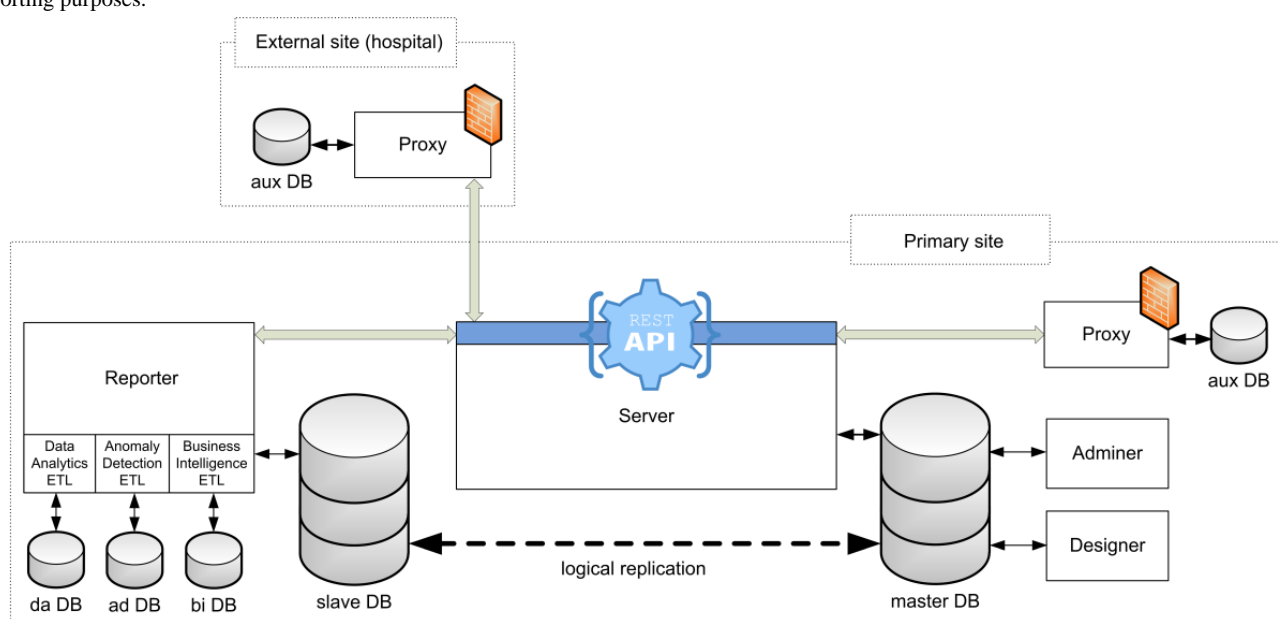 orting purposes.
External site (hospital)
Proxy
aux DB
Primary site
REST
API
Proxy
aux DB
Reporter
Server
Data
Analytics
ETL
Anomaly
Detection
ETL
Business
Intelligence
ETL
Adminer
Designer
logical replication
da DB
ad DB
bi DB
slave DB
master DB